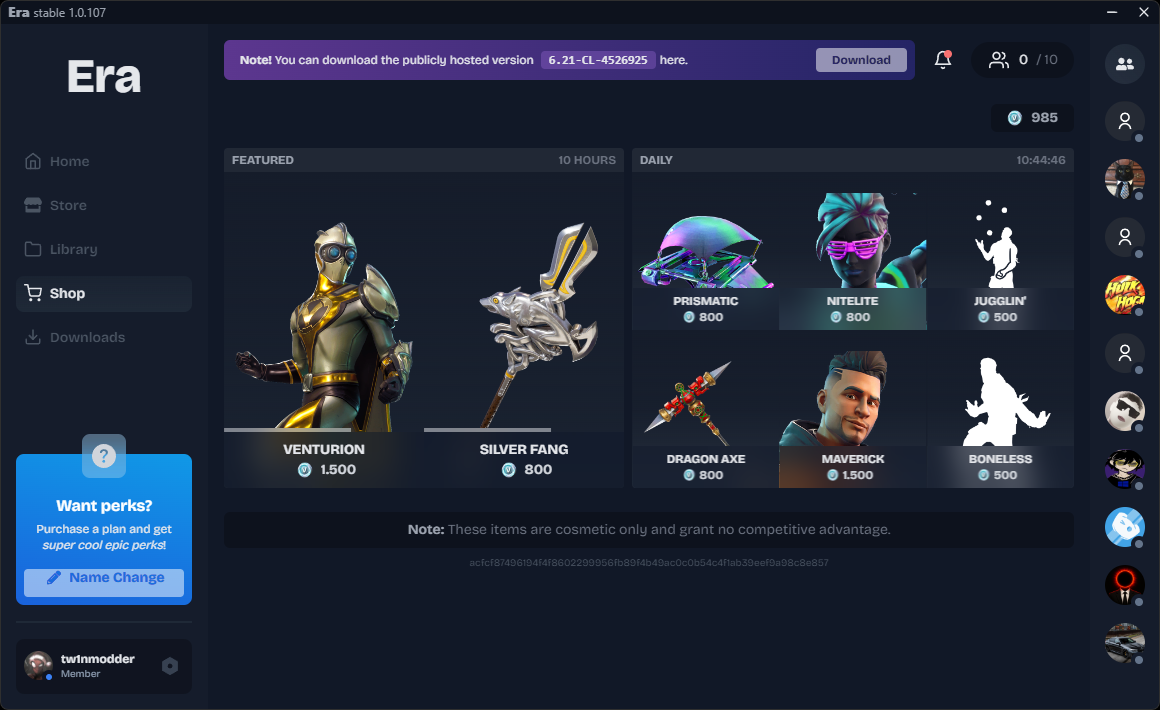 Era stable 1.0.107
Era
Home
Store
Library
Shop
Downloads
Want perks?
Purchase a plan and get
super cool epic perks!
Name Change
tw1nmodder
Member
Note! You can download the publicly hosted version 6.21-CL-4526925 here.
Download
0 / 10
985
FEATURED
10 HOURS
VENTURION
1.500
SILVER FANG
800
DAILY
10:44:46
PRISMATIC
800
NITELITE
800
JUGGLIN'
500
DRAGON AXE
800
MAVERICK
1.500
BONELESS
500
Note: These items are cosmetic only and grant no competitive advantage.